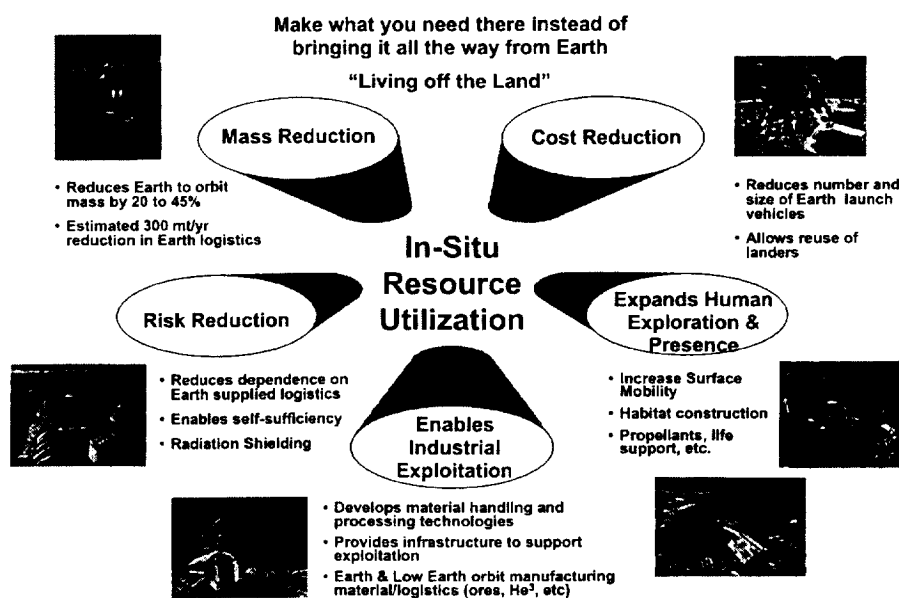 Make what you need there instead of
bringing it all the way from Earth
“Living off the Land”
Mass Reduction
Cost Reduction
• Reduces Earth to orbit
mass by 20 to 45%
• Estimated 300 mt/yr
reduction in Earth logistics
• Reduces number and
size of Earth launch
vehicles
• Allows reuse of
landers
In-Situ
Resource
Utilization
Risk Reduction
Expands Human
Exploration &
Presence
• Reduces dependence on
Earth supplied logistics
• Enables self-sufficiency
• Radiation Shielding
• Increase Surface
Mobility
• Habitat construction
• Propellants, life
support, etc.
Enables
Industrial
Exploitation
• Develops material handling and
processing technologies
• Provides infrastructure to support
exploitation
• Earth & Low Earth orbit manufacturing
material/logistics (ores, He³, etc)